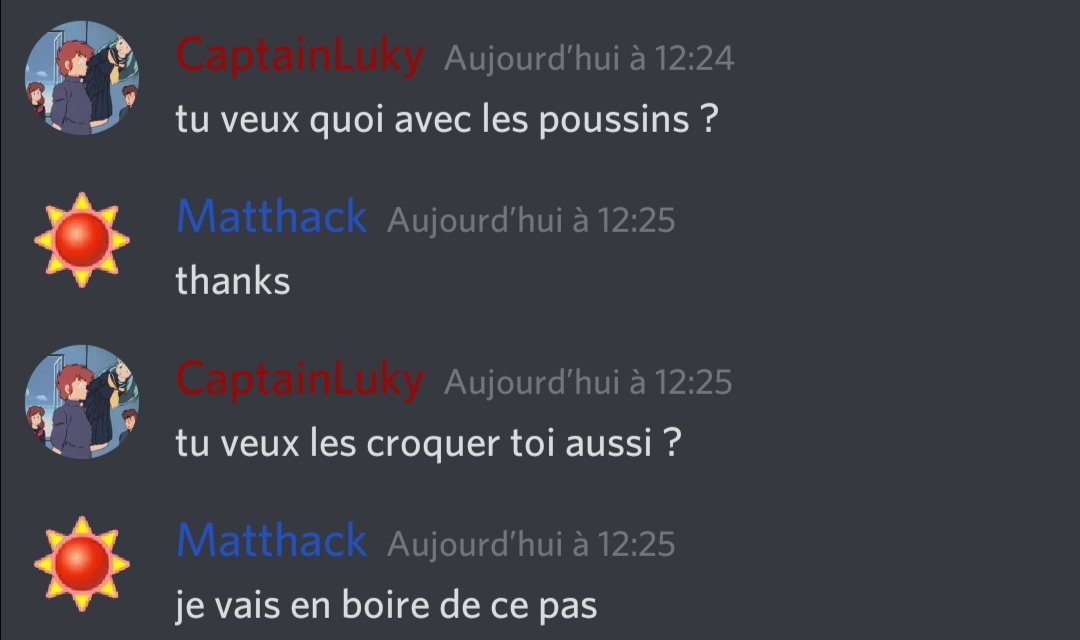 CaptainLuky Aujourd’hui à 12:24
tu veux quoi avec les poussins ?
Matthack Aujourd’hui à 12:25
thanks
CaptainLuky Aujourd’hui à 12:25
tu veux les croquer toi aussi ?
Matthack Aujourd’hui à 12:25
je vais en boire de ce pas